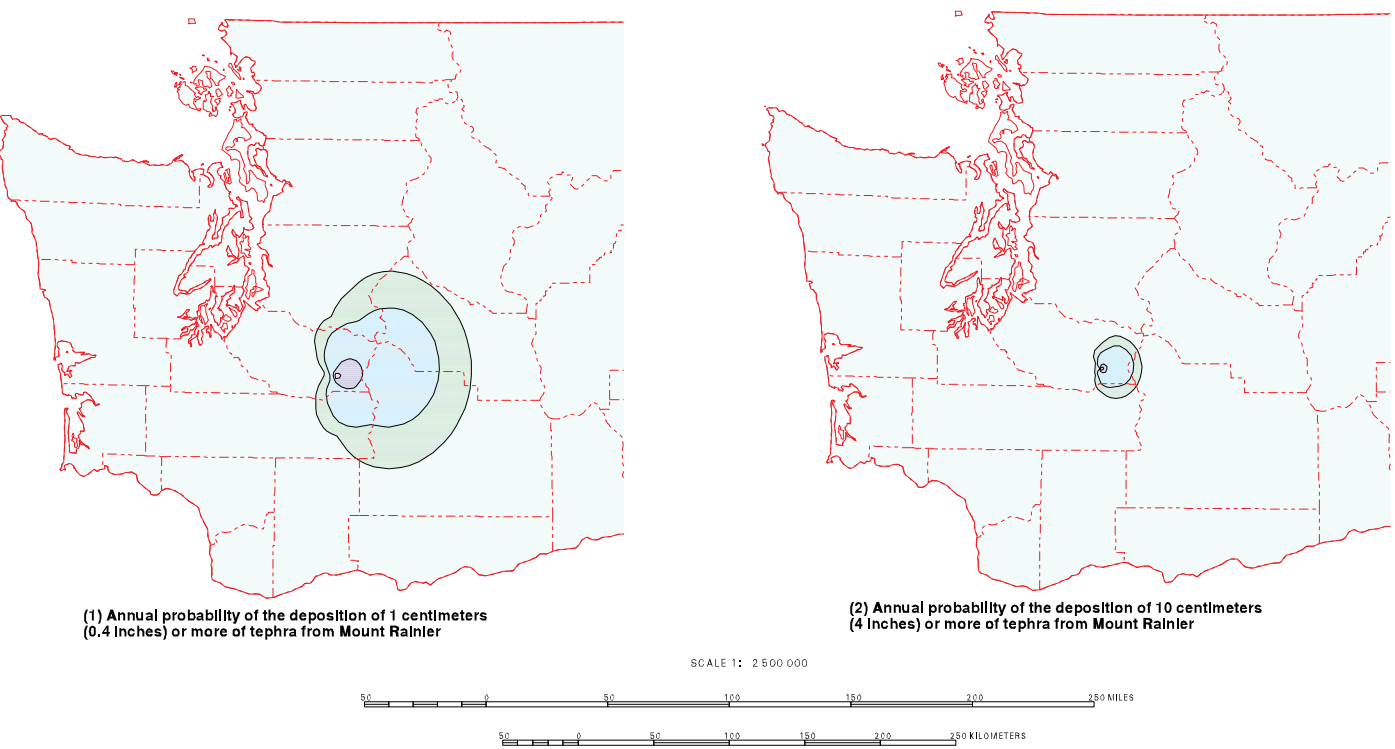 (1) Annual probability of the deposition of 1 centimeters
(0.4 inches) or more of tephra from Mount Rainier
(2) Annual probability of the deposition of 10 centimeters
(4 inches) or more of tephra from Mount Rainier
SCALE 1: 2 500 000
50 0 50 100 150 200 250 MILES
50 0 50 100 150 200 250 KILOMETERS